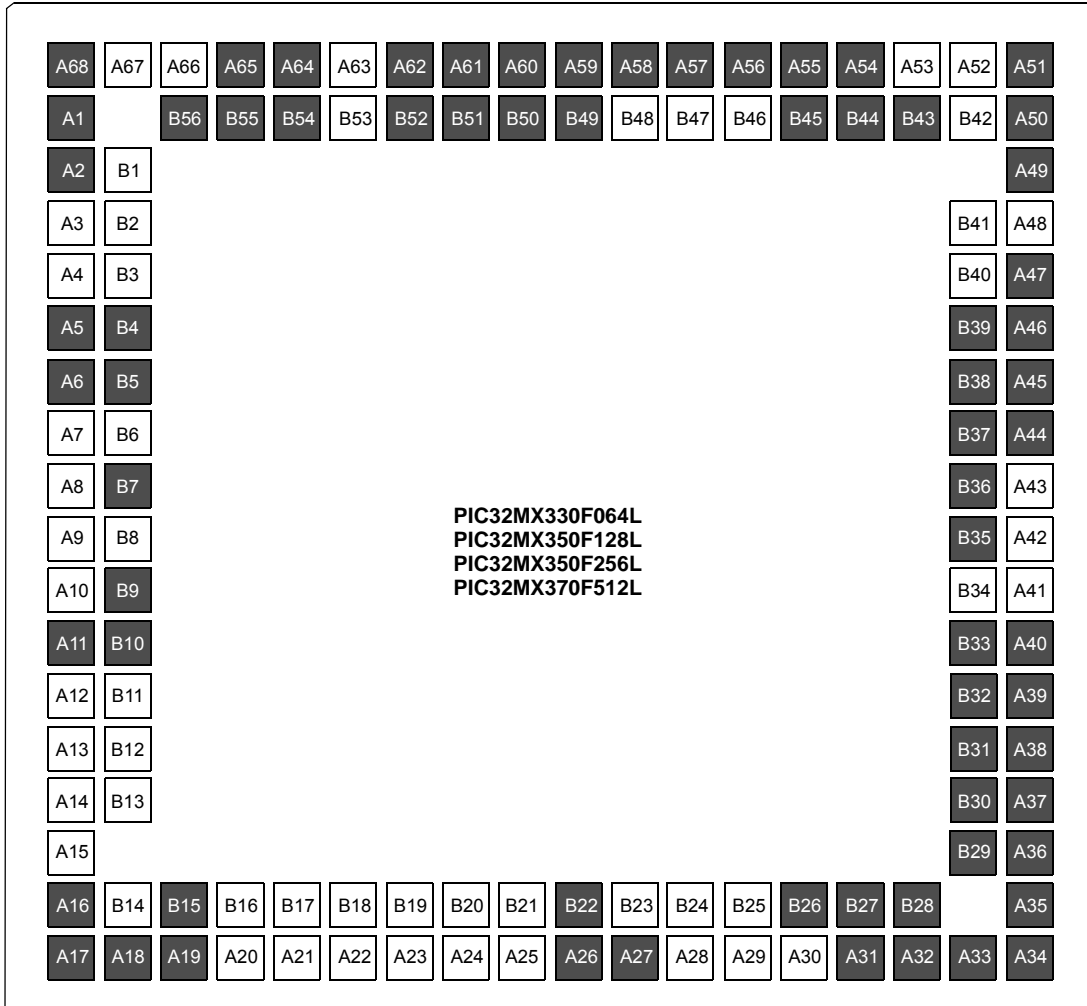 A68 A67 A66 A65 A64 A63 A62 A61 A60 A59 A58 A57 A56 A55 A54 A53 A52 A51
A1 B56 B55 B54 B53 B52 B51 B50 B49 B48 B47 B46 B45 B44 B43 B42 A50
A2 B1 A49
A3 B2 B41 A48
A4 B3 B40 A47
A5 B4 B39 A46
A6 B5 B38 A45
A7 B6 B37 A44
A8 B7 B36 A43
PIC32MX330F064L
PIC32MX350F128L
PIC32MX350F256L
PIC32MX370F512L
A9 B8 B35 A42
A10 B9 B34 A41
A11 B10 B33 A40
A12 B11 B32 A39
A13 B12 B31 A38
A14 B13 B30 A37
A15 B29 A36
A16 B14 B15 B16 B17 B18 B19 B20 B21 B22 B23 B24 B25 B26 B27 B28 A35
A17 A18 A19 A20 A21 A22 A23 A24 A25 A26 A27 A28 A29 A30 A31 A32 A33 A34